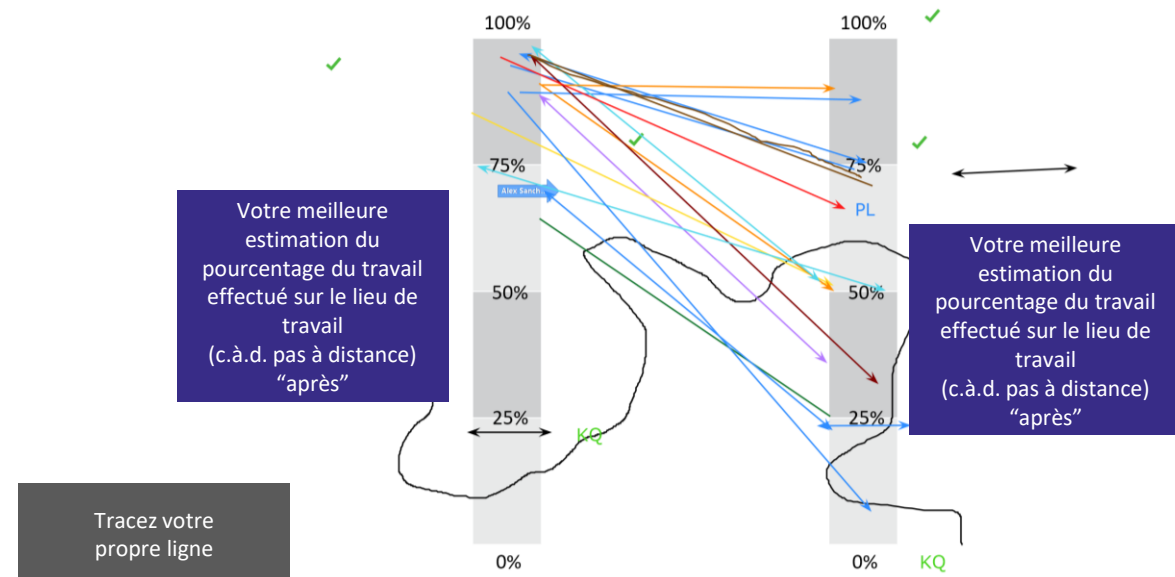 100%
100%
75%
75%
Alex Sanch
PL
Votre meilleure
estimation du
pourcentage du travail
effectué sur le lieu de
travail
(c.à.d. pas à distance)
“après”
Votre meilleure
estimation du
pourcentage du travail
effectué sur le lieu de
travail
(c.à.d. pas à distance)
“après”
50%
50%
25%
25%
KQ
Tracez votre
propre ligne
0%
0%
KQ